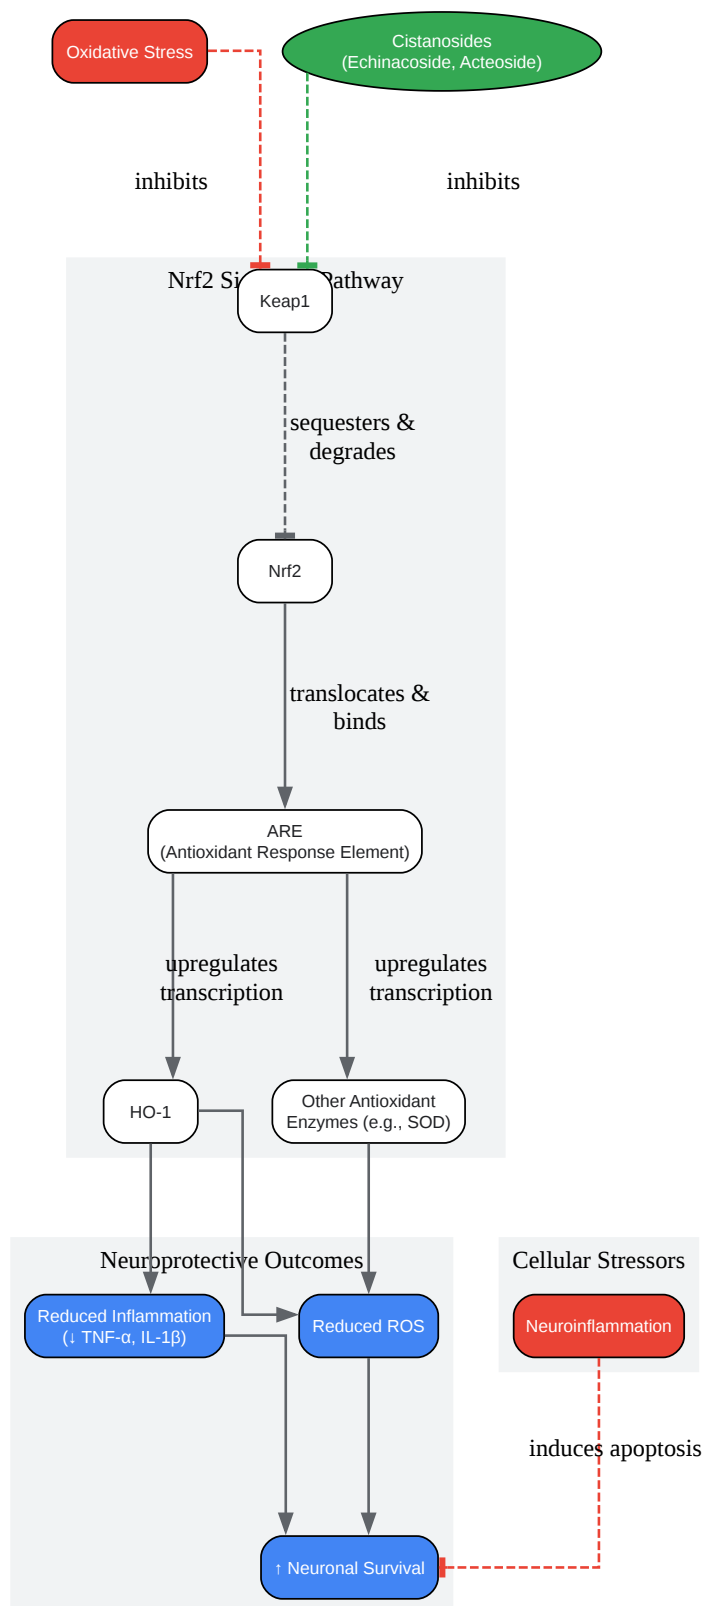 Oxidative Stress
Cistanosides
(Echinacoside, Acteoside)
inhibits
inhibits
Nrf2 Pathway
Keap1
sequesters &
degrades
Nrf2
translocates &
binds
ARE
(Antioxidant Response Element)
upregulates
transcription
upregulates
transcription
HO-1
Other Antioxidant
Enzymes (e.g., SOD)
Neuroprotective Outcomes
Cellular Stressors
Reduced Inflammation
(↓ TNF-α, IL-1β)
Reduced ROS
Neuroinflammation
induces apoptosis
↑ Neuronal Survival